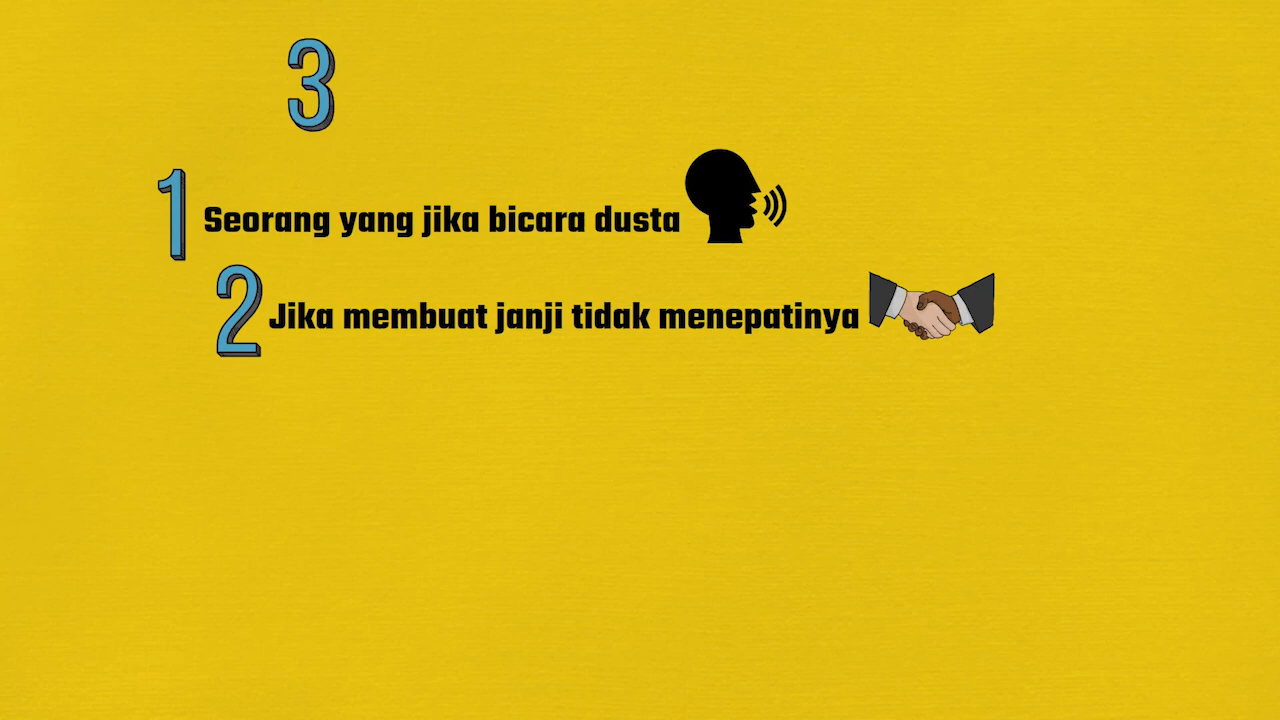 3
1 Seorang yang jika bicara dusta
2 Jika membuat janji tidak menepatinya